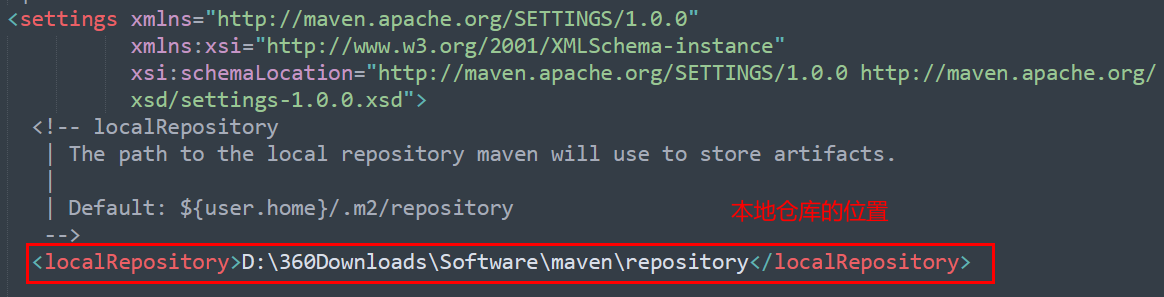 <settings xmlns="http://maven.apache.org/SETTINGS/1.0.0"
xmlns:xsi="http://www.w3.org/2001/XMLSchema-instance"
xsi:schemaLocation="http://maven.apache.org/SETTINGS/1.0.0 http://maven.apache.org/
xsd/settings-1.0.0.xsd">
<!-- localRepository
| The path to the local repository maven will use to store artifacts.
|
| Default: ${user.home}/.m2/repository
本地仓库的位置
-->
<localRepository>D:\360Downloads\Software\maven\repository</localRepository>